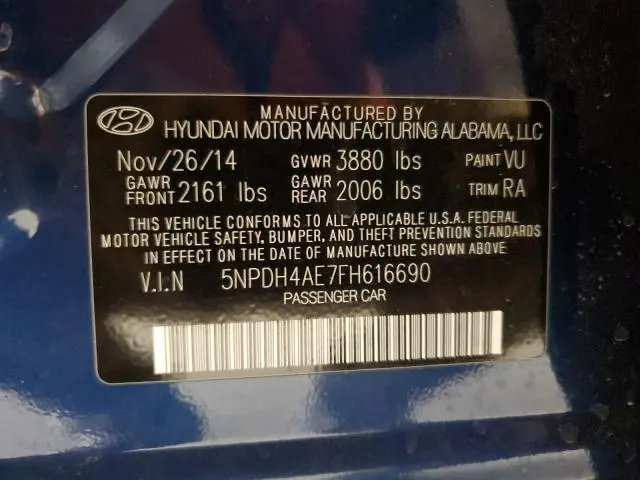 MANUFACTURED BY
HYUNDAI MOTOR MANUFACTURING ALABAMA, LLC
Nov/26/14 GVWR 3880 lbs PAINT VU
GAWR FRONT 2161 lbs GAWR REAR 2006 lbs TRIM RA
THIS VEHICLE CONFORMS TO ALL APPLICABLE U.S.A. FEDERAL
MOTOR VEHICLE SAFETY, BUMPER, AND THEFT PREVENTION STANDARDS
IN EFFECT ON THE DATE OF MANUFACTURE SHOWN ABOVE.
V.I.N 5NPDH4AE7FH616690
PASSENGER CAR